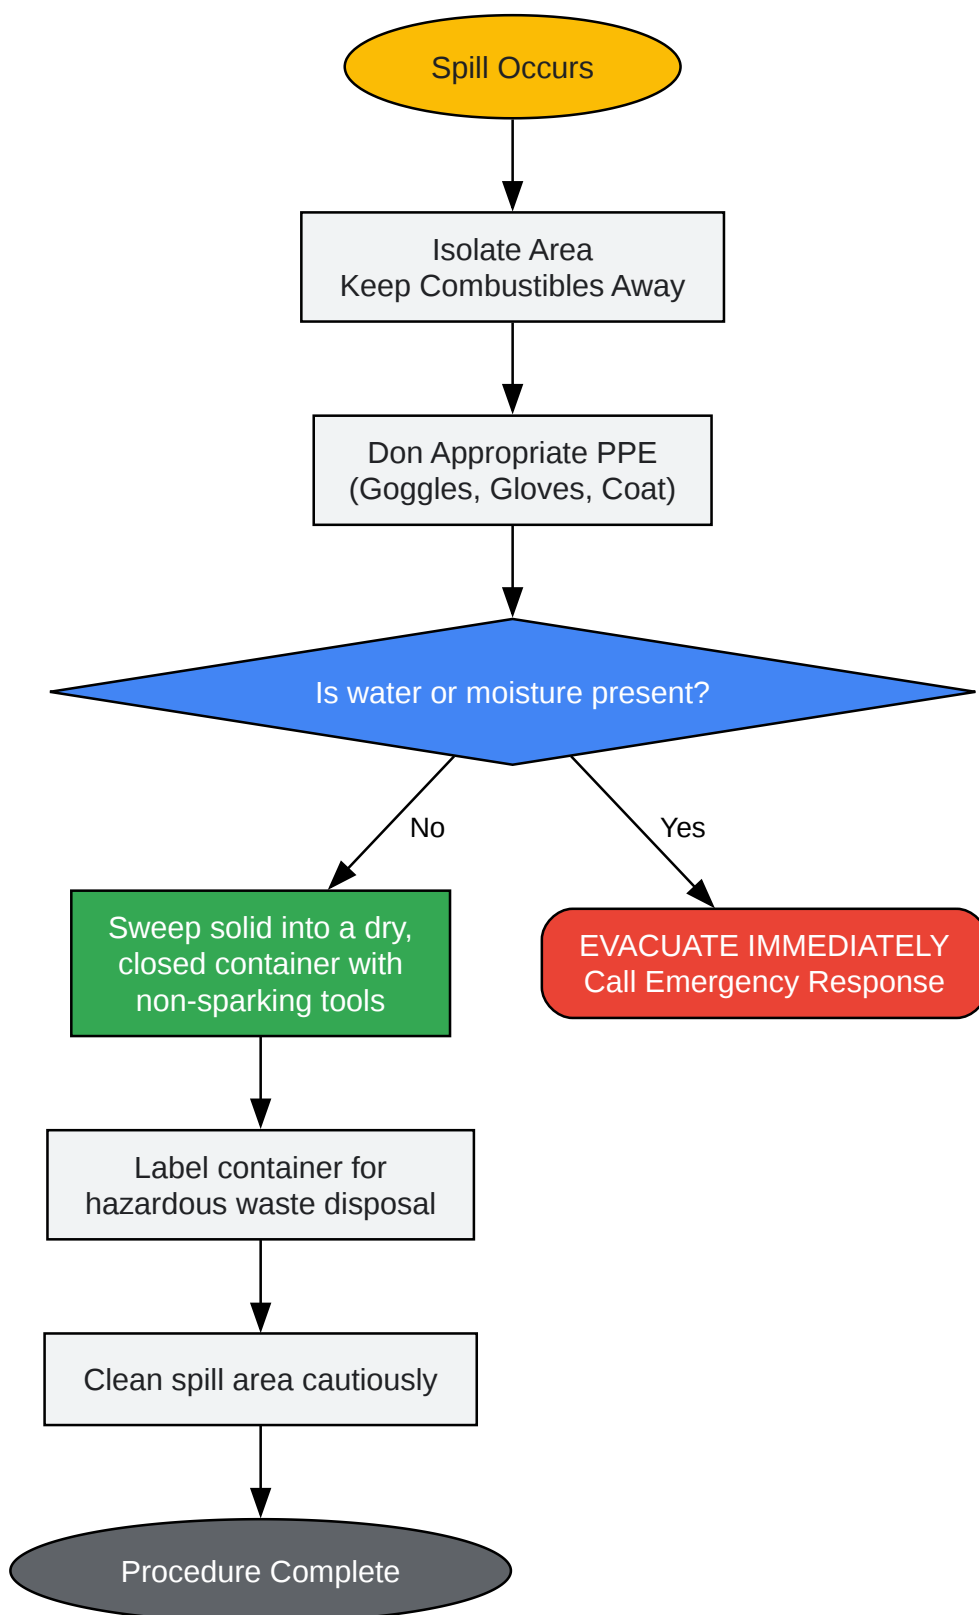 Spill Occurs
Isolate Area
Keep Combustibles Away
Don Appropriate PPE
(Goggles, Gloves, Coat)
Is water or moisture present?
No
Yes
Sweep solid into a dry,
closed container with
non-sparking tools
EVACUATE IMMEDIATELY
Call Emergency Response
Label container for
hazardous waste disposal
Clean spill area cautiously
Procedure Complete